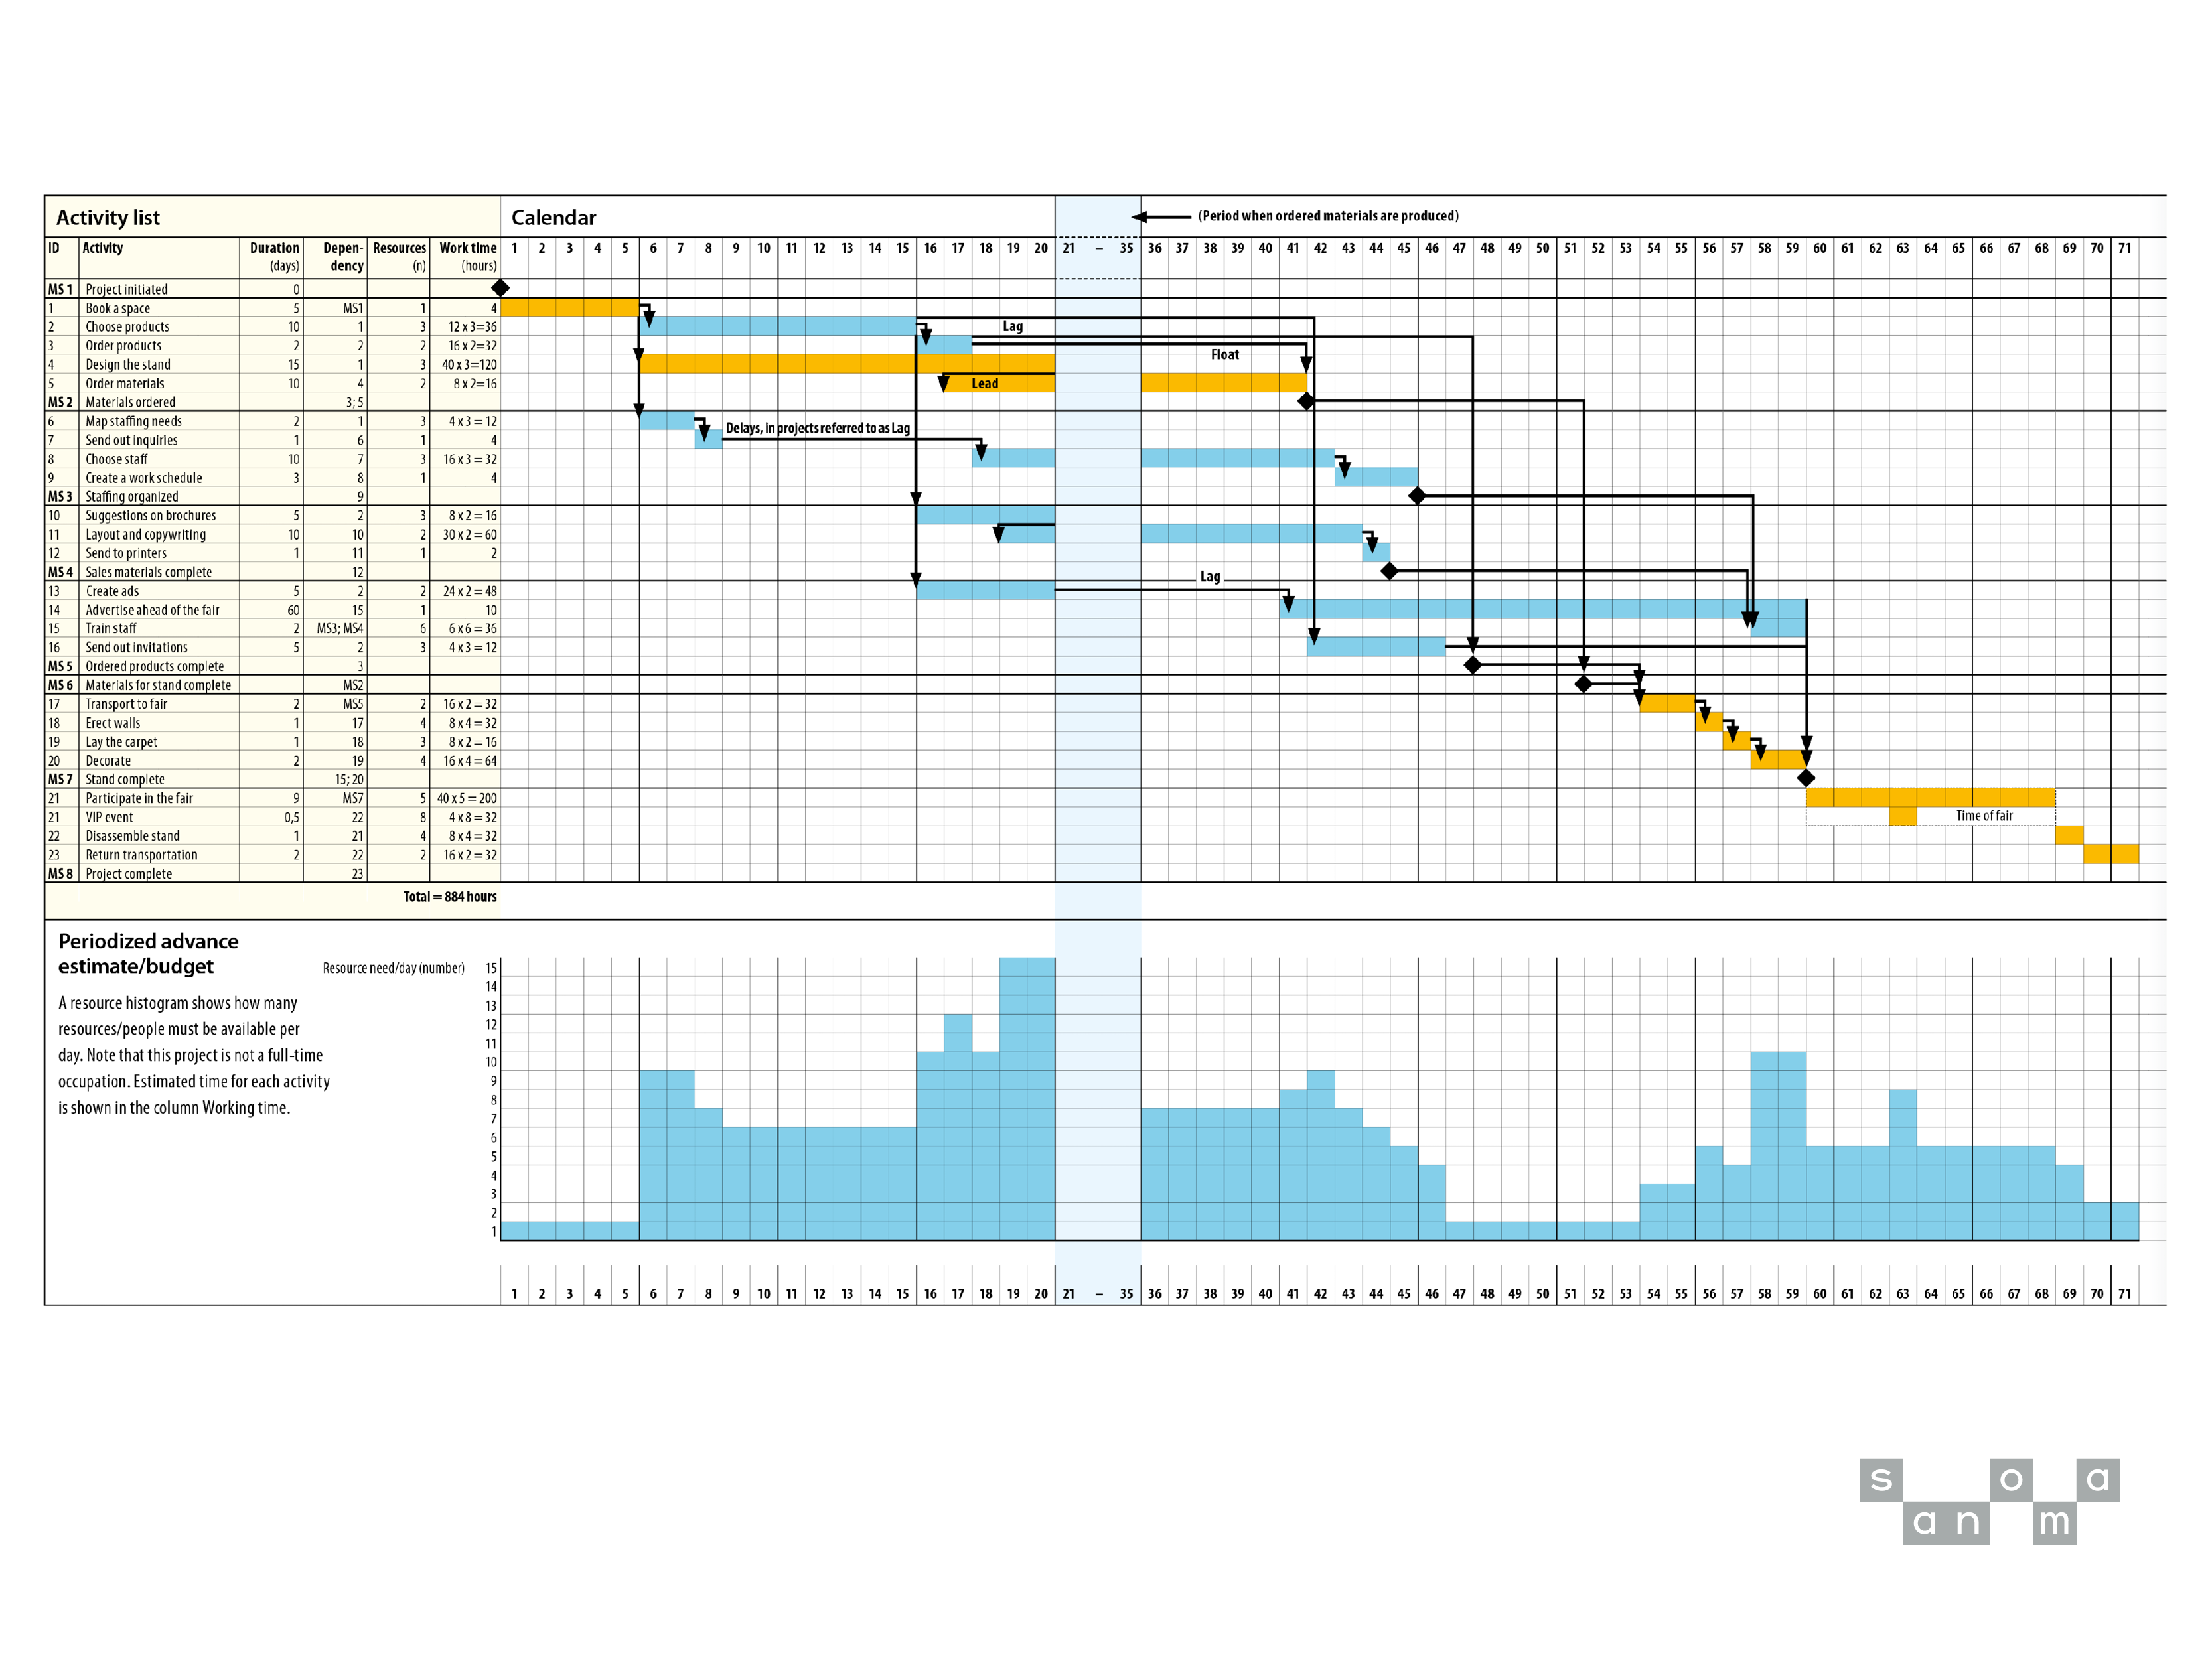 Activity list
Calendar
(Period when ordered materials are produced)
ID Activity Duration (days) Depen-dency Resources (n) Work time (hours) 1 2 3 4 5 6 7 8 9 10 11 12 13 14 15 16 17 18 19 20 21 – 35 36 37 38 39 40 41 42 43 44 45 46 47 48 49 50 51 52 53 54 55 56 57 58 59 60 61 62 63 64 65 66 67 68 69 70 71
MS 1 Project initiated 0
1 Book a space 5 MS1 1 4
2 Choose products 10 1 3 12 x 3=36 Lag
3 Order products 2 2 2 16 x 2=32
4 Design the stand 15 1 3 40 x 3=120 Float
5 Order materials 10 4 2 8 x 2=16 Lead
MS 2 Materials ordered 3; 5
6 Map staffing needs 2 1 3 4 x 3 = 12
7 Send out inquiries 1 6 1 4 Delays, in projects referred to as Lag
8 Choose staff 10 7 3 16 x 3 = 32
9 Create a work schedule 3 8 1 4
MS 3 Staffing organized 9
10 Suggestions on brochures 5 2 3 8 x 2 = 16
11 Layout and copywriting 10 10 2 30 x 2 = 60
12 Send to printers 1 11 1 2
MS 4 Sales materials complete 12 Lag
13 Create ads 5 2 2 24 x 2 = 48
14 Advertise ahead of the fair 60 15 1 10
15 Train staff 2 MS3; MS4 6 6 x 6 = 36
16 Send out invitations 5 2 3 4 x 3 = 12
MS 5 Ordered products complete 3
MS 6 Materials for stand complete MS2
17 Transport to fair 2 MS5 2 16 x 2 = 32
18 Erect walls 1 17 4 8 x 4 = 32
19 Lay the carpet 1 18 3 8 x 2 = 16
20 Decorate 2 19 4 16 x 4 = 64
MS 7 Stand complete 15; 20
21 Participate in the fair 9 MS7 5 40 x 5 = 200
21 VIP event 0,5 22 8 4 x 8 = 32 Time of fair
22 Disassemble stand 1 21 4 8 x 4 = 32
23 Return transportation 2 22 2 16 x 2 = 32
MS 8 Project complete 23
Total = 884 hours
Periodized advance
estimate/budget
A resource histogram shows how many
resources/people must be available per
day. Note that this project is not a full-time
occupation. Estimated time for each activity
is shown in the column Working time.
Resource need/day (number) 15
14
13
12
11
10
9
8
7
6
5
4
3
2
1
1 2 3 4 5 6 7 8 9 10 11 12 13 14 15 16 17 18 19 20 21 – 35 36 37 38 39 40 41 42 43 44 45 46 47 48 49 50 51 52 53 54 55 56 57 58 59 60 61 62 63 64 65 66 67 68 69 70 71
sanoma